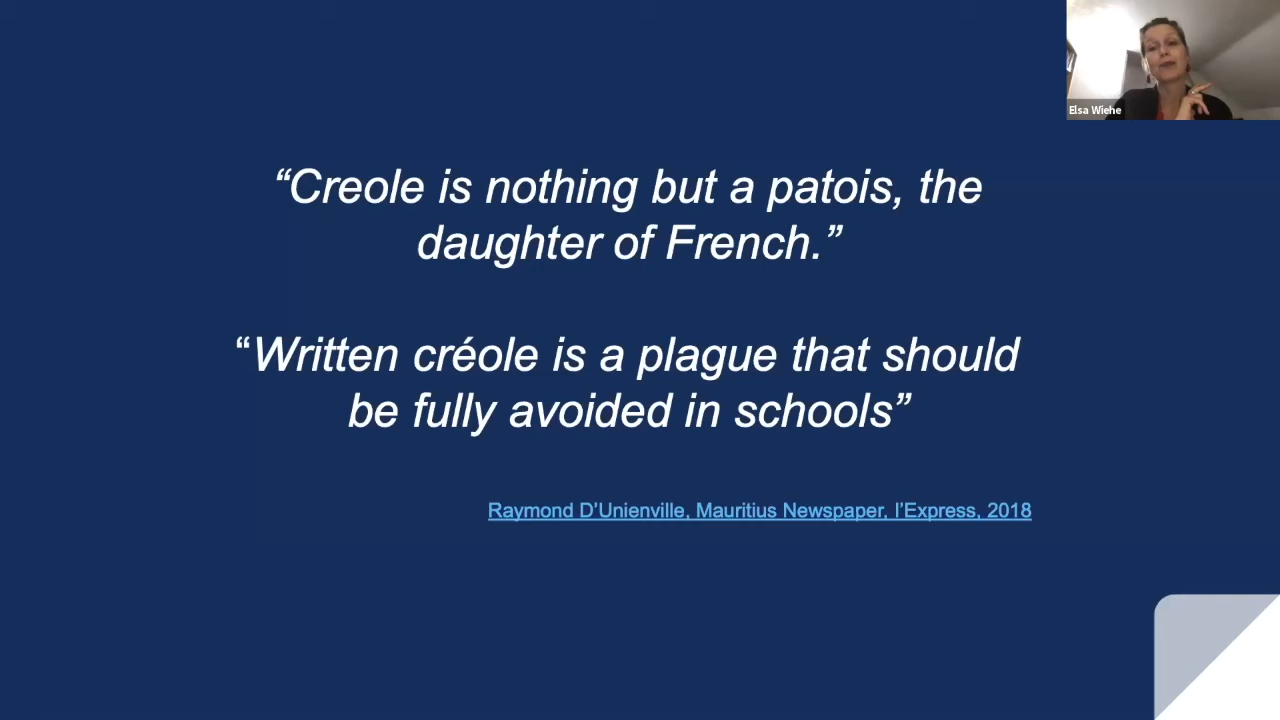 Elsa Wiehe
“Creole is nothing but a patois, the
daughter of French.”
“Written créole is a plague that should
be fully avoided in schools”
Raymond D’Unienville, Mauritius Newspaper, l’Express, 2018